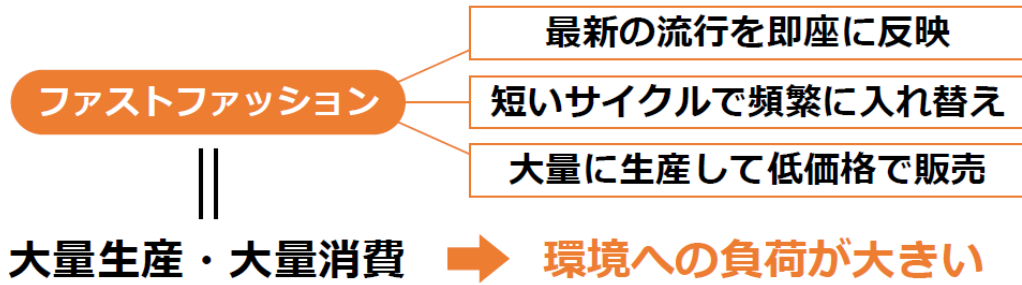 最新の流行を即座に反映
ファストファッション
短いサイクルで頻繁に入れ替え
大量に生産して低価格で販売
大量生産・大量消費
環境への負荷が大きい